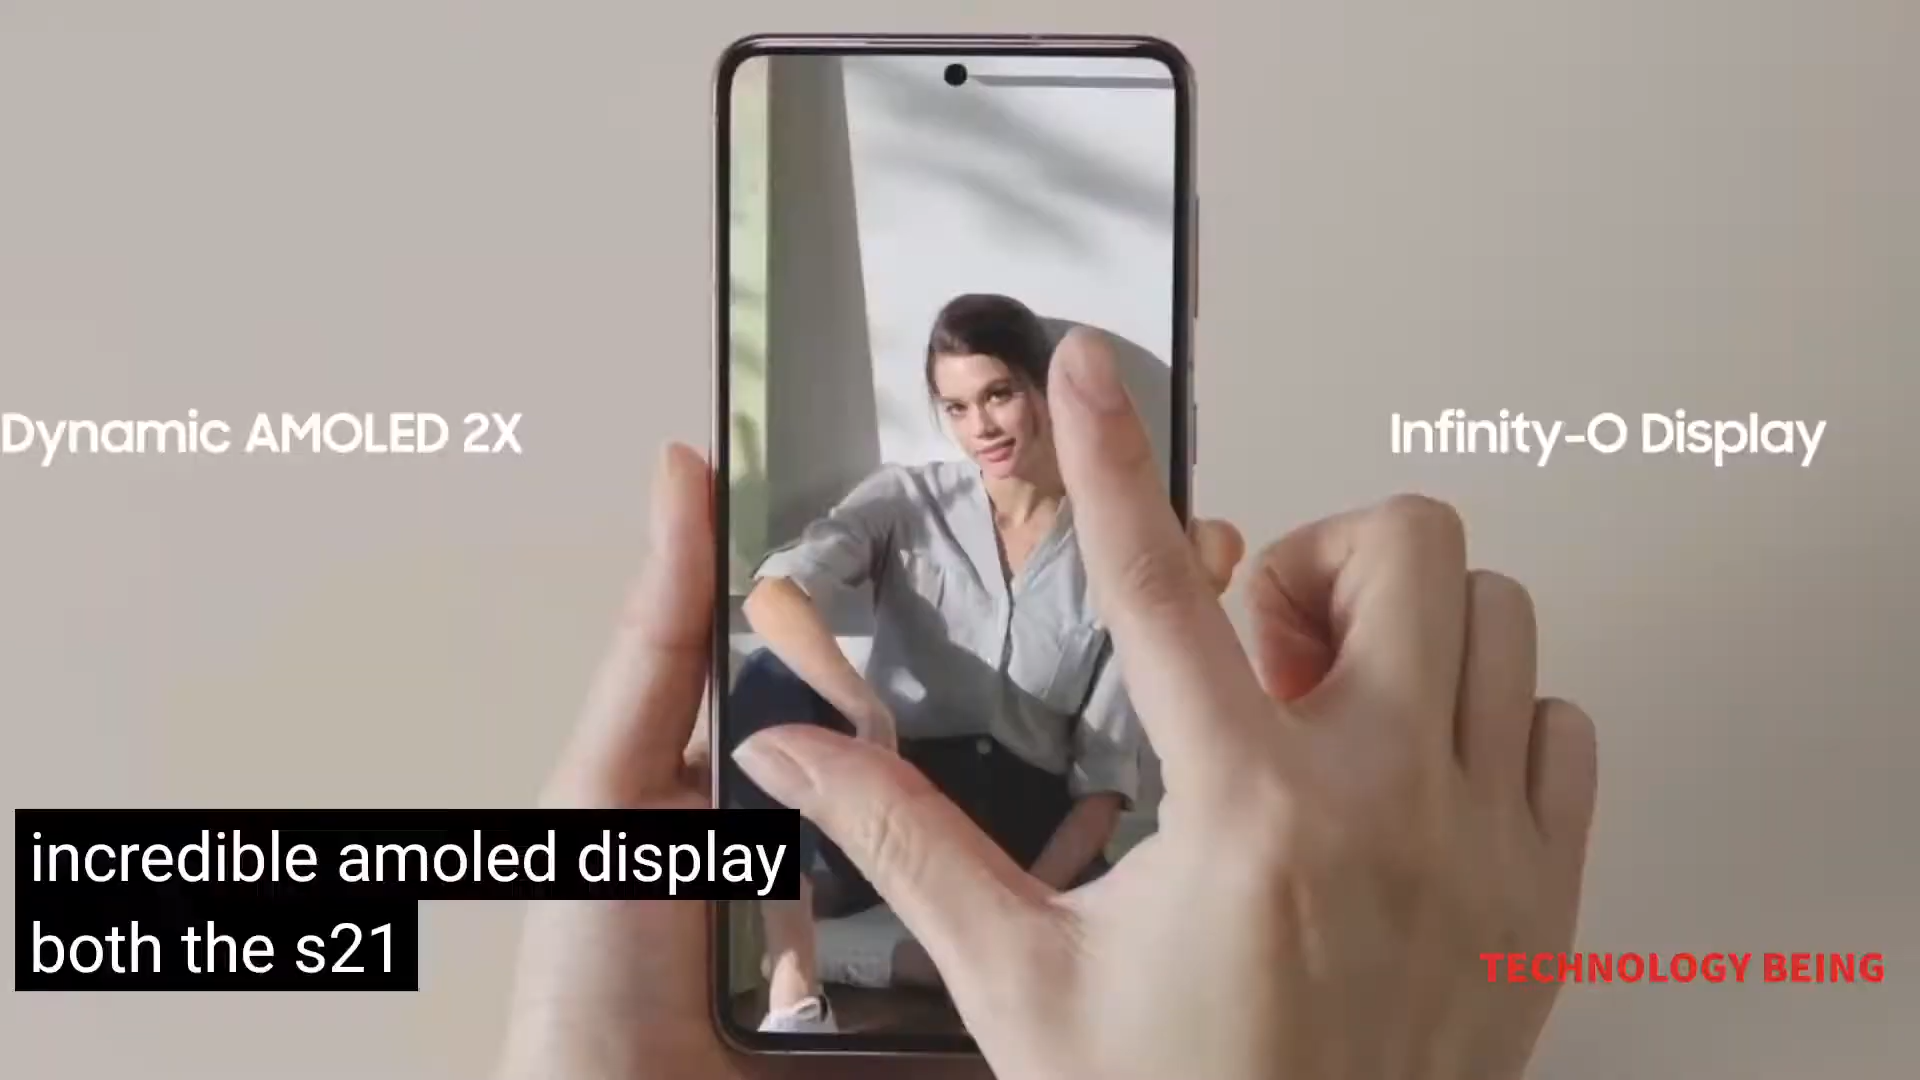 Dynamic AMOLED 2X
Infinity-O Display
incredible amoled display
both the s21
TECHNOLOGY BEING